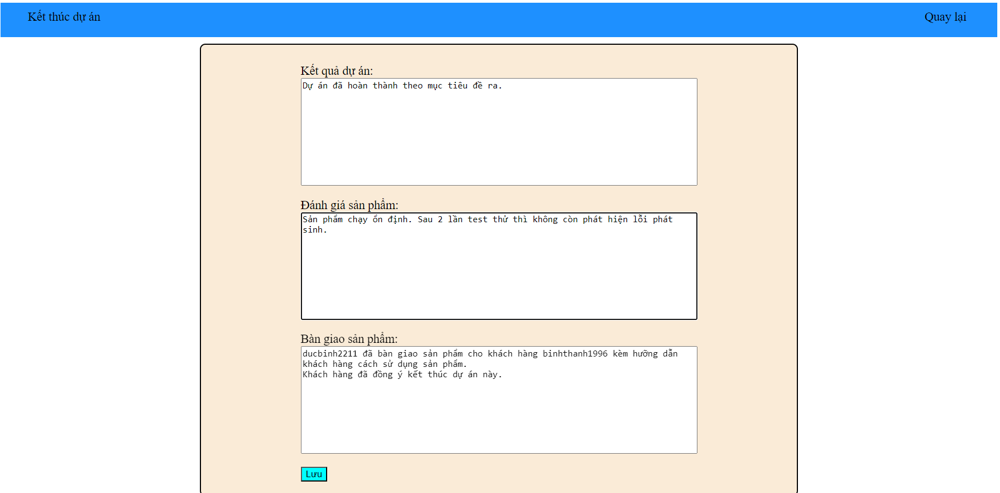 Kết thúc dự án
Quay lại
Kết quả dự án:
Dự án đã hoàn thành theo mục tiêu đề ra.
Đánh giá sản phẩm:
Sản phẩm chạy ổn định. Sau 2 lần test thử thì không còn phát hiện lỗi phát
sinh.
Bàn giao sản phẩm:
ducbinh2211 đã bàn giao sản phẩm cho khách hàng binhthanh1996 kèm hưỡng dẫn
khách hàng cách sử dụng sản phẩm.
Khách hàng đã đồng ý kết thúc dự án này.
Lưu